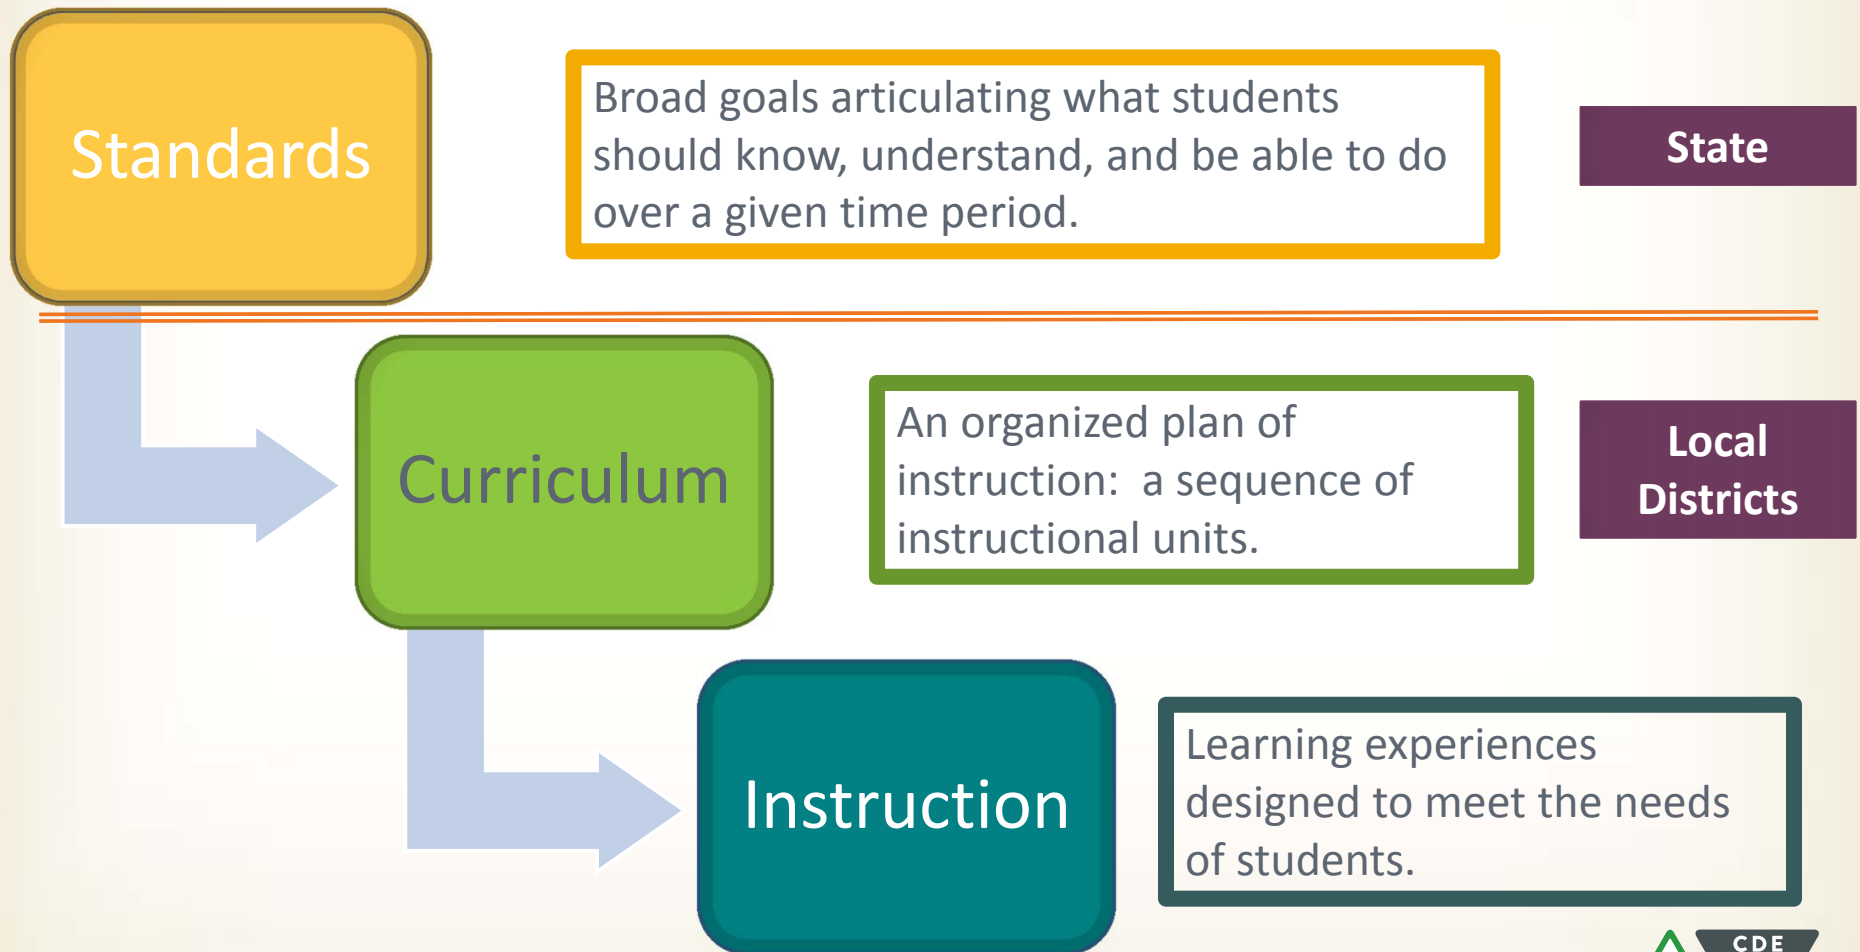 Standards
Broad goals articulating what students
should know, understand, and be able to do
over a given time period.
State
Curriculum
An organized plan of
instruction:  a sequence of
instructional units.
Local
Districts
Instruction
Learning experiences
designed to meet the needs
of students.
CDE